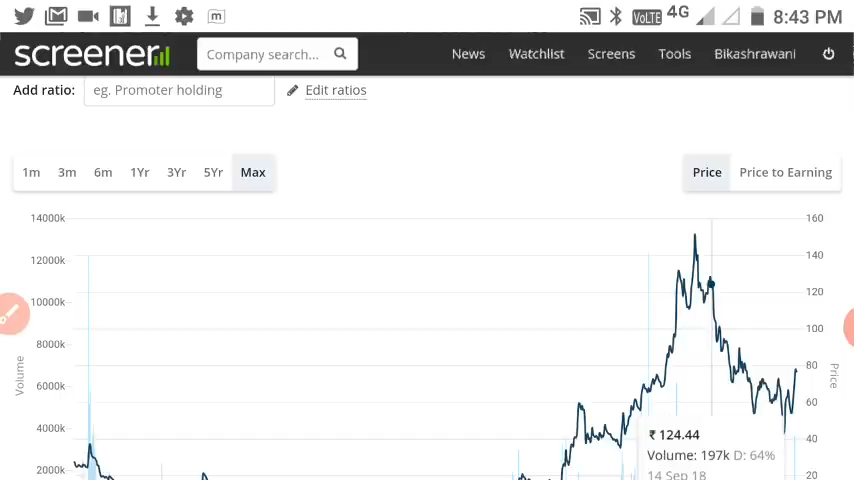 m VoLTE 4G 8:43 PM
screener Company search... News Watchlist Screens Tools Bikashrawani
Add ratio: eg. Promoter holding Edit ratios
1m 3m 6m 1Yr 3Yr 5Yr Max Price Price to Earning
14000k 160
12000k 140
10000k 120
8000k 100
6000k 80
4000k 60
2000k 40
20
Volume
Price
₹ 124.44
Volume: 197k D: 64%
14 Sep 18